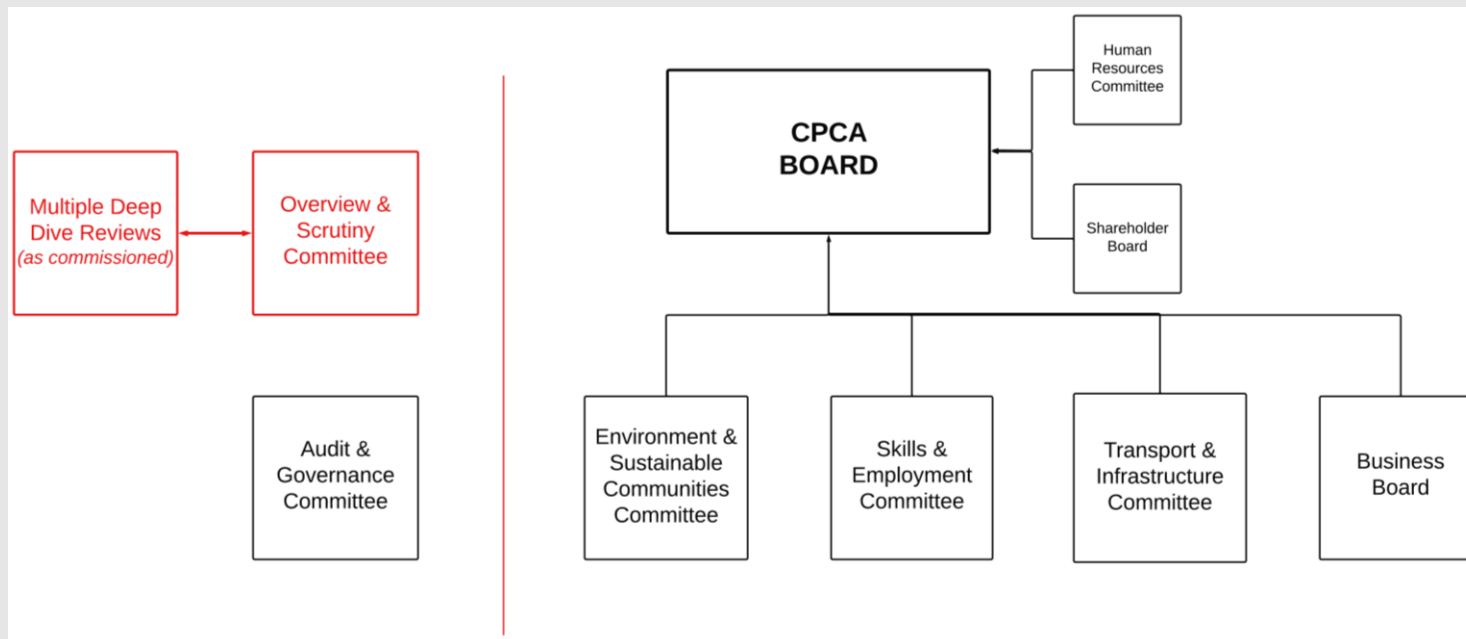 Human
Resources
Committee
CPCA
BOARD
Multiple Deep
Dive Reviews
(as commissioned)
Overview &
Scrutiny
Committee
Shareholder
Board
Audit &
Governance
Committee
Environment &
Sustainable
Communities
Committee
Skills &
Employment
Committee
Transport &
Infrastructure
Committee
Business
Board